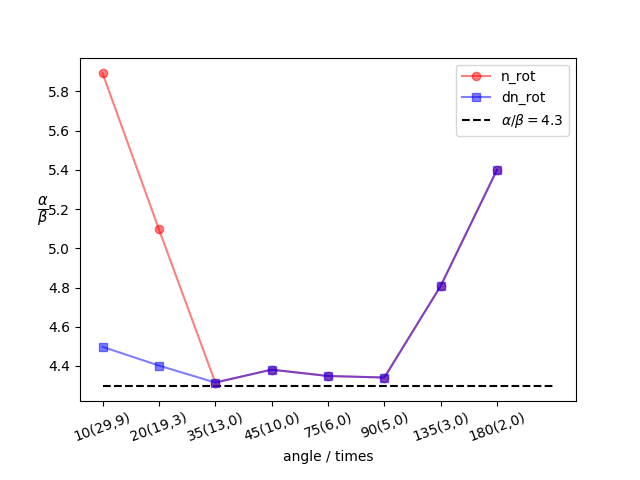 n_rot
dn_rot
α/β = 4.3
5.8
5.6
5.4
5.2
5.0
4.8
4.6
4.4
α
β
10(29,9)
20(19,3)
35(13,0)
45(10,0)
75(6,0)
90(5,0)
135(3,0)
180(2,0)
angle / times